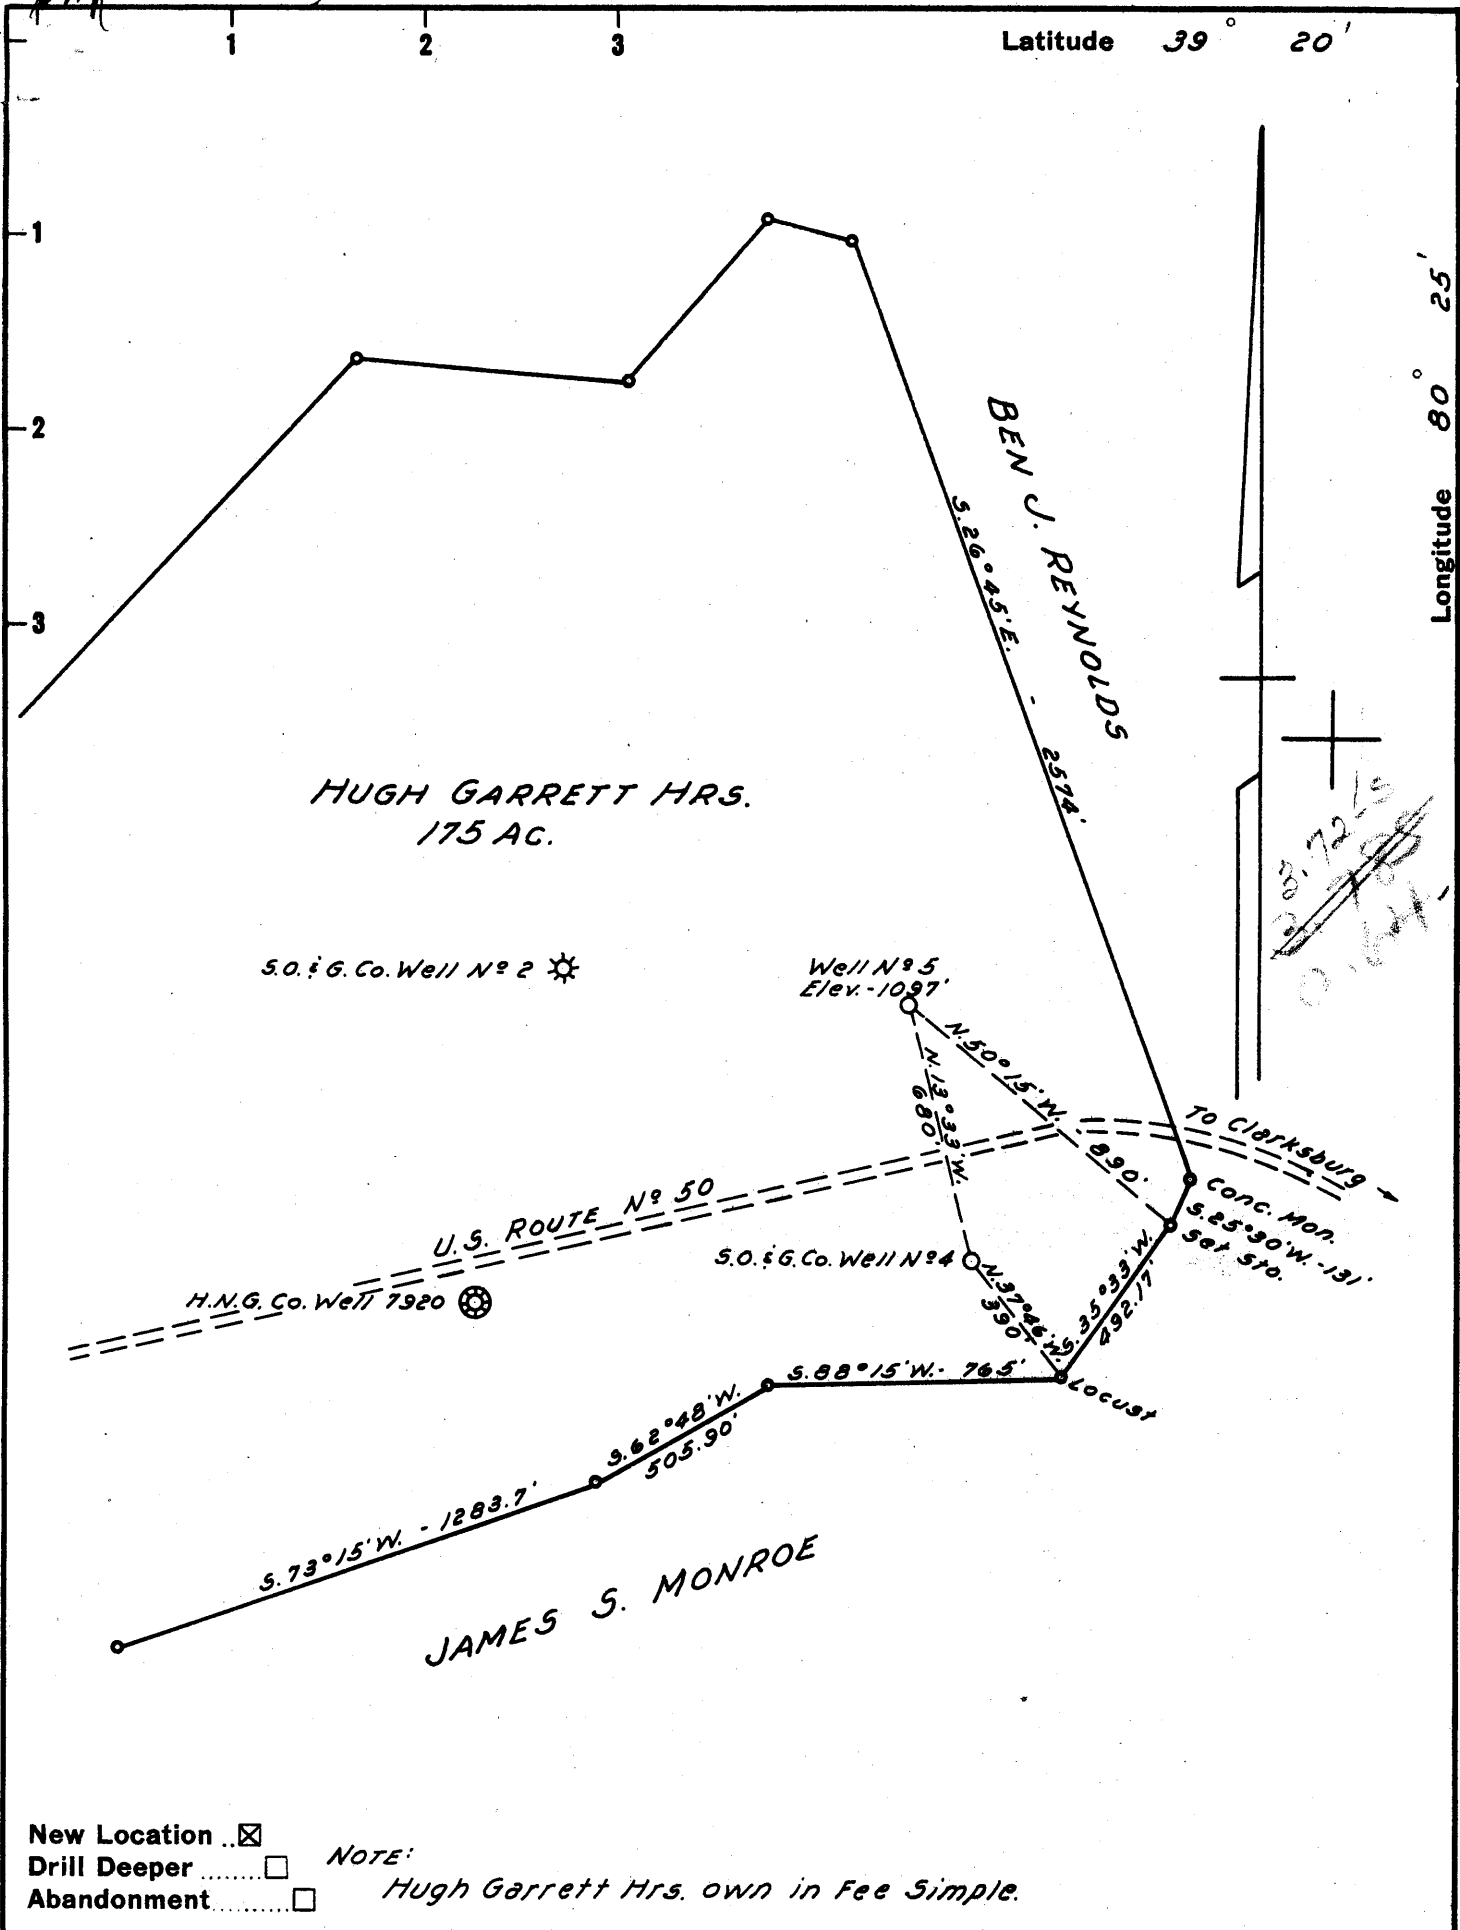 1 2 3 Latitude 39° 20'
1
2
3
Longitude 80° 25'
BEN J. REYNOLDS
S.26°45'E. - 2574'
HUGH GARRETT HRS.
175 AC.
3.72
S.O. & G. Co. Well Nº 2
Well Nº 5
Elev.-1097'
N.50°15'W. 890'
N.13°33'W.
680'
To Clarksburg
U.S. ROUTE Nº 50
Conc. Mon.
S.25°30'W.-131'
Set Sto.
S.O. & G. Co. Well Nº 4
N.37°46'W.
390'
S.35°33'W.
492.17'
H.N.G. Co. Well 7920
S.88°15'W.- 765'
Locust
S.62°48'W.
505.90'
S.73°15'W. - 1283.7'
JAMES S. MONROE
New Location ..☒
Drill Deeper ........☐
Abandonment..........☐
NOTE:
Hugh Garrett Hrs. own in Fee Simple.